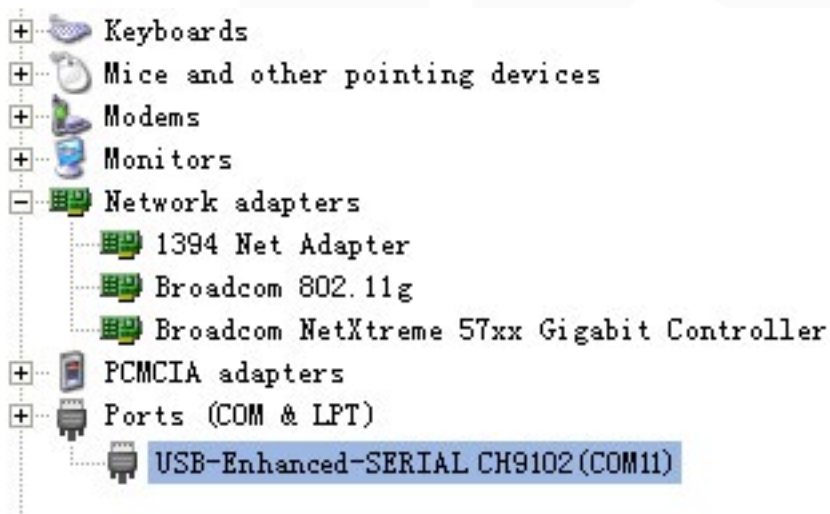 Keyboards
Mice and other pointing devices
Modems
Monitors
Network adapters
1394 Net Adapter
Broadcom 802.11g
Broadcom NetXtreme 57xx Gigabit Controller
PCMCIA adapters
Ports (COM & LPT)
USB-Enhanced-SERIAL CH9102(COM11)